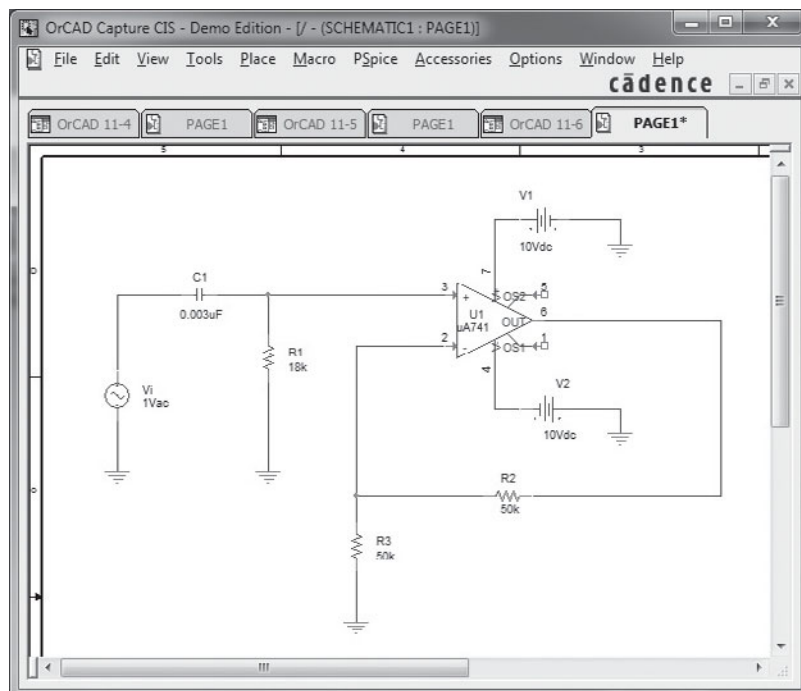 OrCAD Capture CIS - Demo Edition - [/ - (SCHEMATIC1 : PAGE1)]
File Edit View Tools Place Macro PSpice Accessories Options Window Help
cādence
OrCAD 11-4 PAGE1 OrCAD 11-5 PAGE1 OrCAD 11-6 PAGE1*
5 4 3
V1
10Vdc
7
C1
0.003uF
3
+
OS2
5
U1
uA741
OUT
6
2
-
OS1
1
R1
18k
4
Vi
1Vac
V2
10Vdc
R2
50k
R3
50k